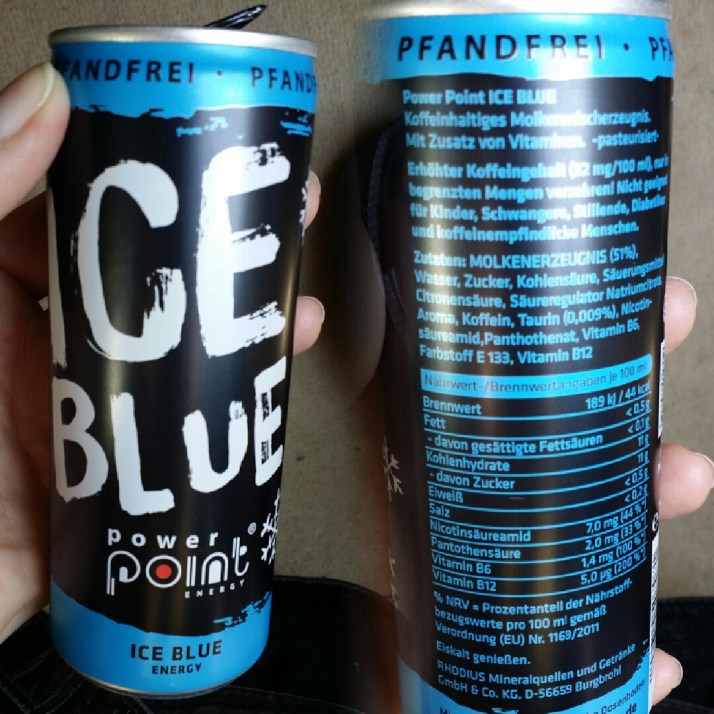 PFANDFREI · PFAND
ICE
BLUE
power
point®
ENERGY
ICE BLUE
ENERGY
PFANDFREI · PFA
Power Point ICE BLUE
Koffeinhaltiges Molkenmischerzeugnis.
Mit Zusatz von Vitaminen. -pasteurisiert-
Erhöhter Koffeingehalt (32 mg/100 ml), nur in
begrenzten Mengen verzehren! Nicht geeignet
für Kinder, Schwangere, Stillende, Diabetiker
und koffeinempfindliche Menschen.
Zutaten: MOLKENERZEUGNIS (51%),
Wasser, Zucker, Kohlensäure, Säuerungsmittel
Citronensäure, Säureregulator Natriumcitrat,
Aroma, Koffein, Taurin (0,009%), Nicotin-
säureamid,Panthothenat, Vitamin B6,
Farbstoff E 133, Vitamin B12
Nährwert-/Brennwertangaben je 100 ml
Brennwert 189 kJ / 44 kcal
Fett < 0,5 g
- davon gesättigte Fettsäuren < 0,1 g
Kohlenhydrate 11 g
- davon Zucker 11 g
Eiweiß < 0,5 g
Salz < 0,2 g
Nicotinsäureamid 7,0 mg (44 %*)
Pantothensäure 2,0 mg (33 %*)
Vitamin B6 1,4 mg (100 %*)
Vitamin B12 5,0 µg (200 %*)
% NRV = Prozentanteil der Nährstoff-
bezugswerte pro 100 ml gemäß
Verordnung (EU) Nr. 1169/2011
Eiskalt genießen.
RHODIUS Mineralquellen und Getränke
GmbH & Co. KG, D-56659 Burgbrohl